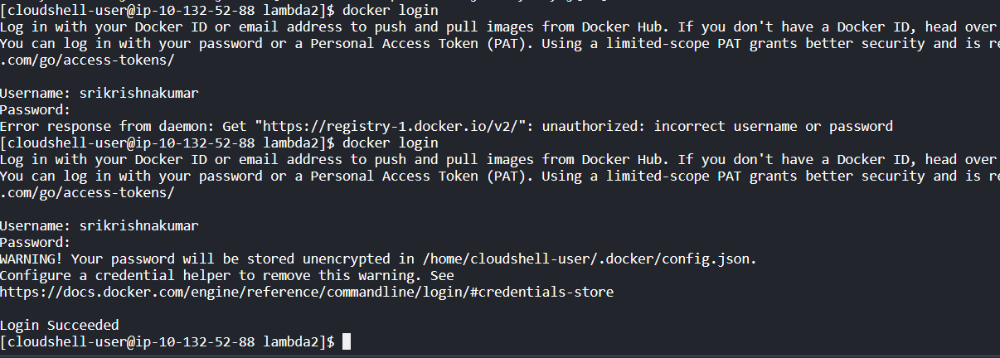 [cloudshell-user@ip-10-132-52-88 lambda2]$ docker login
Log in with your Docker ID or email address to push and pull images from Docker Hub. If you don't have a Docker ID, head over
You can log in with your password or a Personal Access Token (PAT). Using a limited-scope PAT grants better security and is re
.com/go/access-tokens/
Username: srikrishnakumar
Password:
Error response from daemon: Get "https://registry-1.docker.io/v2/": unauthorized: incorrect username or password
[cloudshell-user@ip-10-132-52-88 lambda2]$ docker login
Log in with your Docker ID or email address to push and pull images from Docker Hub. If you don't have a Docker ID, head over
You can log in with your password or a Personal Access Token (PAT). Using a limited-scope PAT grants better security and is re
.com/go/access-tokens/
Username: srikrishnakumar
Password:
WARNING! Your password will be stored unencrypted in /home/cloudshell-user/.docker/config.json.
Configure a credential helper to remove this warning. See
https://docs.docker.com/engine/reference/commandline/login/#credentials-store
Login Succeeded
[cloudshell-user@ip-10-132-52-88 lambda2]$